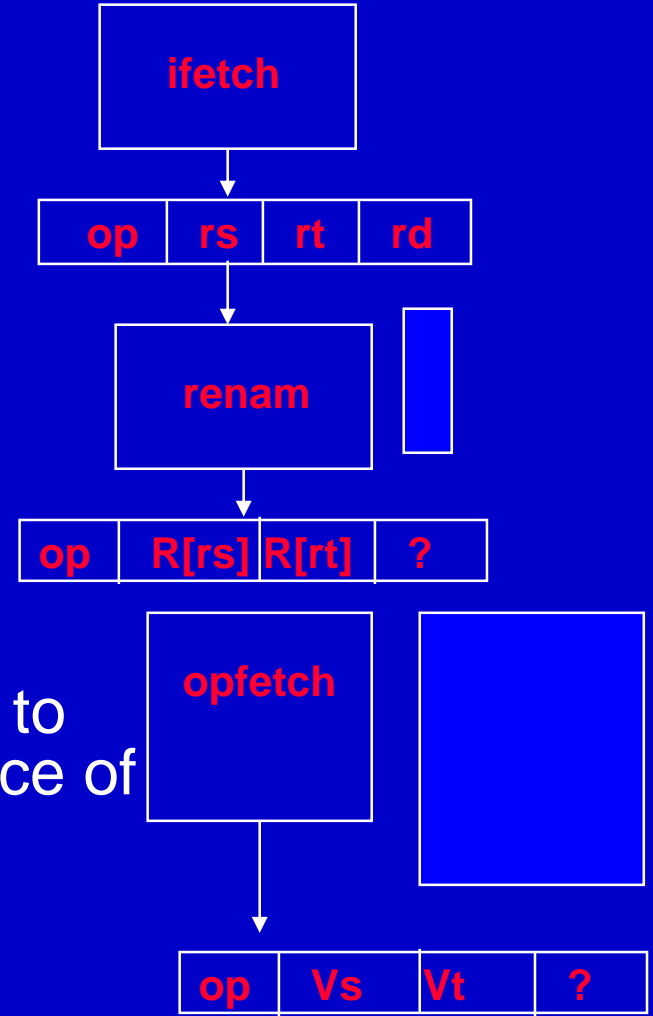 ifetch
op rs rt rd
renam
op R[rs] R[rt] ?
opfetch
to
ce of
op Vs Vt ?